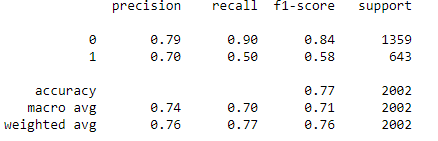 precision recall f1-score support
0 0.79 0.90 0.84 1359
1 0.70 0.50 0.58 643
accuracy 0.77 2002
macro avg 0.74 0.70 0.71 2002
weighted avg 0.76 0.77 0.76 2002